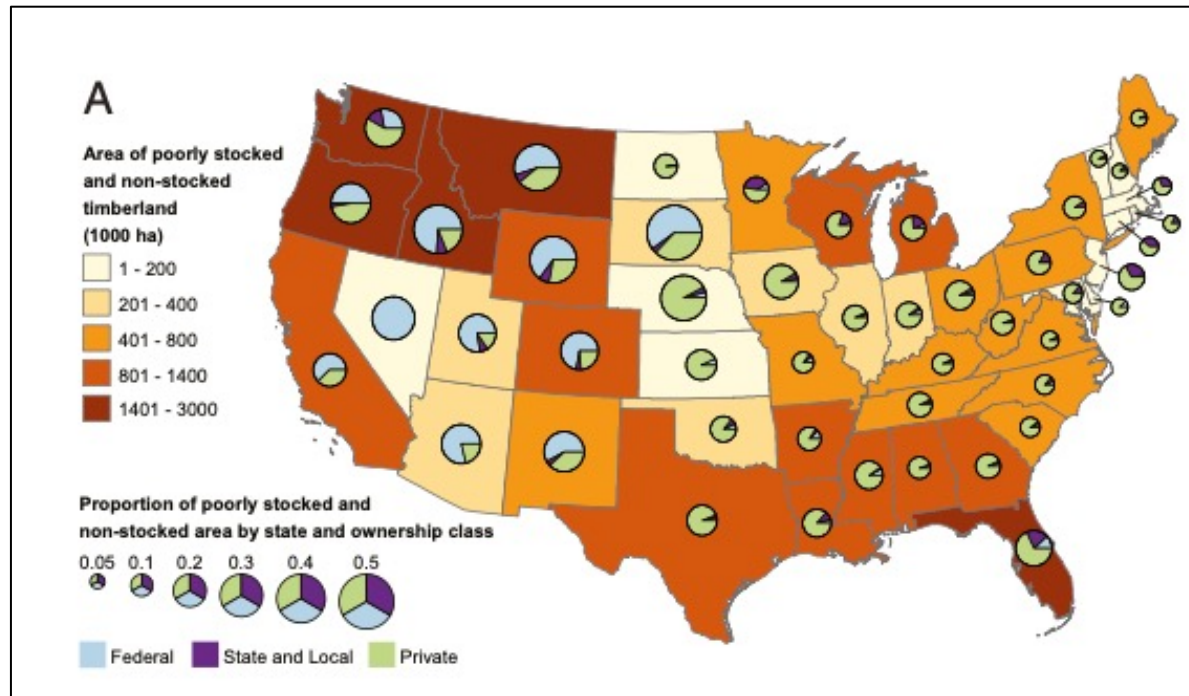 A
Area of poorly stocked
and non-stocked
timberland
(1000 ha)
1 - 200
201 - 400
401 - 800
801 - 1400
1401 - 3000
Proportion of poorly stocked and
non-stocked area by state and ownership class
0.05 0.1 0.2 0.3 0.4 0.5
Federal State and Local Private